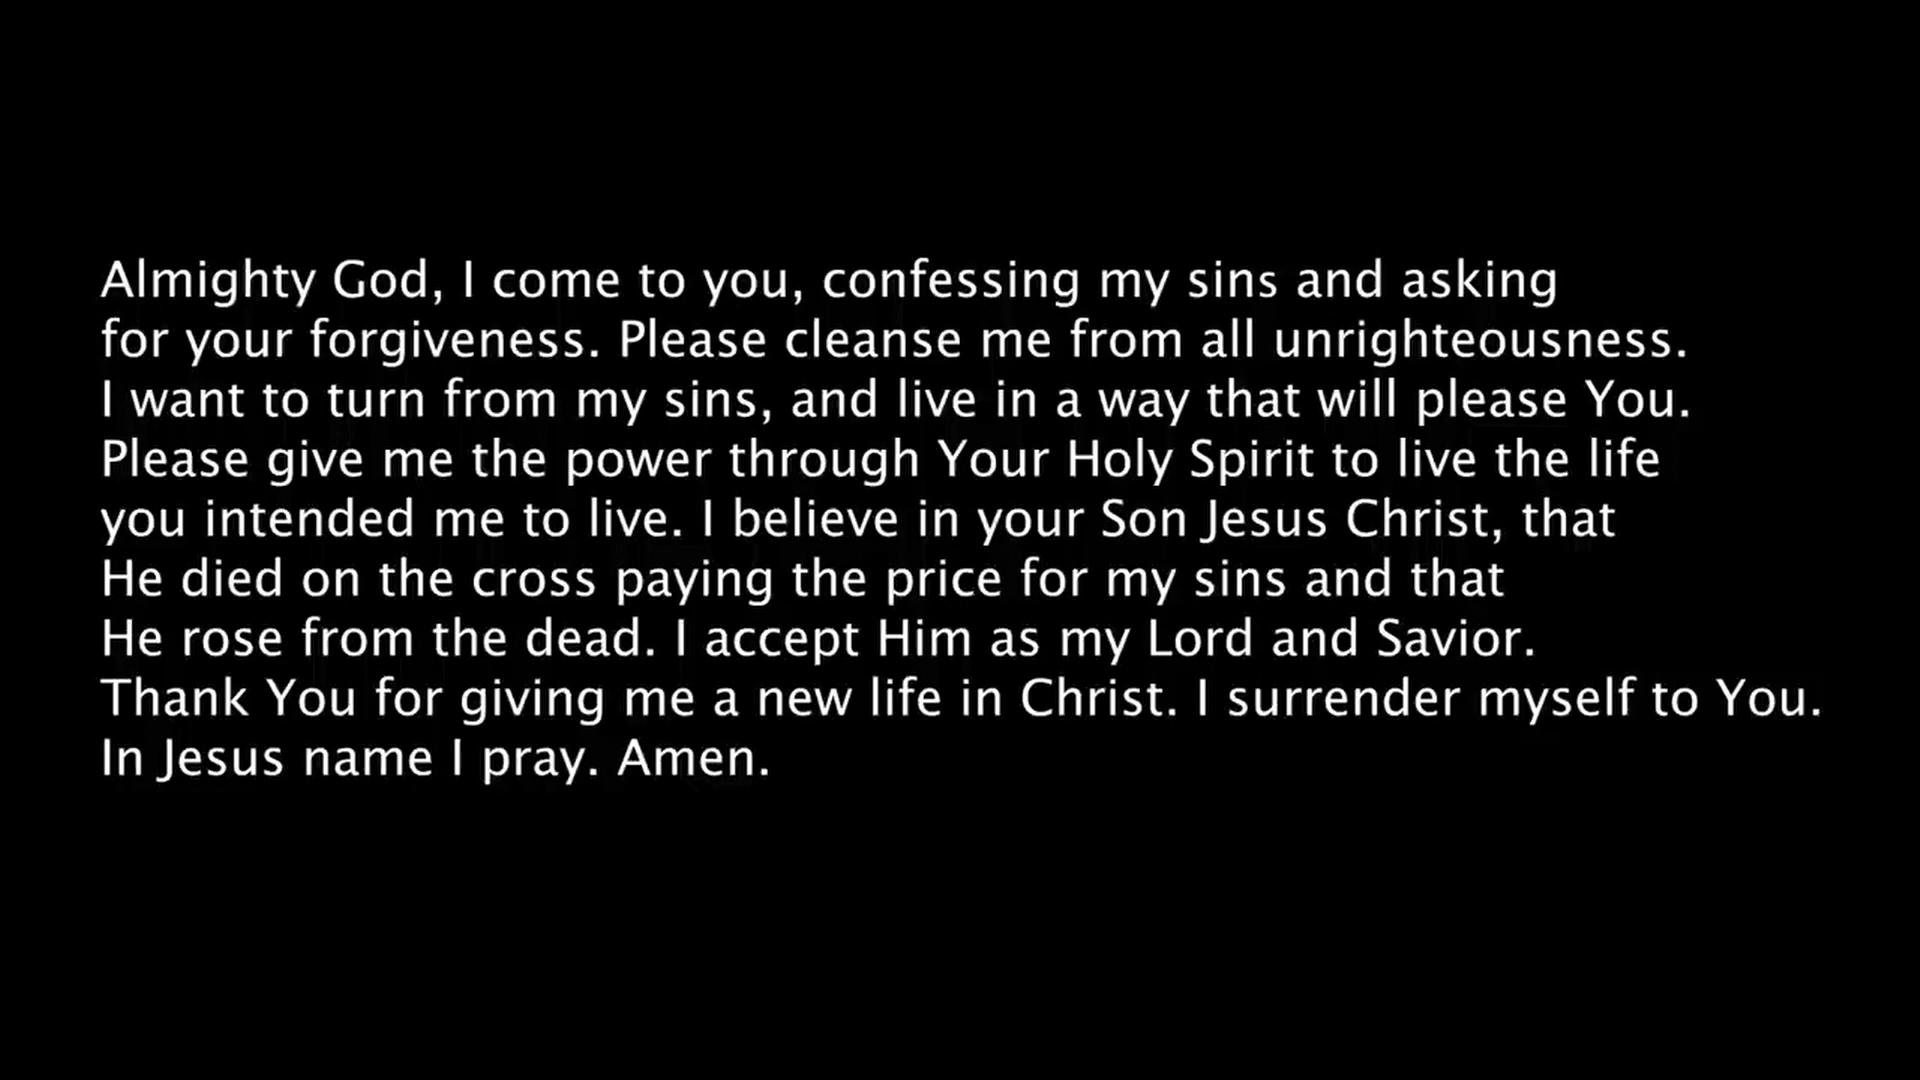 Almighty God, I come to you, confessing my sins and asking
for your forgiveness. Please cleanse me from all unrighteousness.
I want to turn from my sins, and live in a way that will please You.
Please give me the power through Your Holy Spirit to live the life
you intended me to live. I believe in your Son Jesus Christ, that
He died on the cross paying the price for my sins and that
He rose from the dead. I accept Him as my Lord and Savior.
Thank You for giving me a new life in Christ. I surrender myself to You.
In Jesus name I pray. Amen.